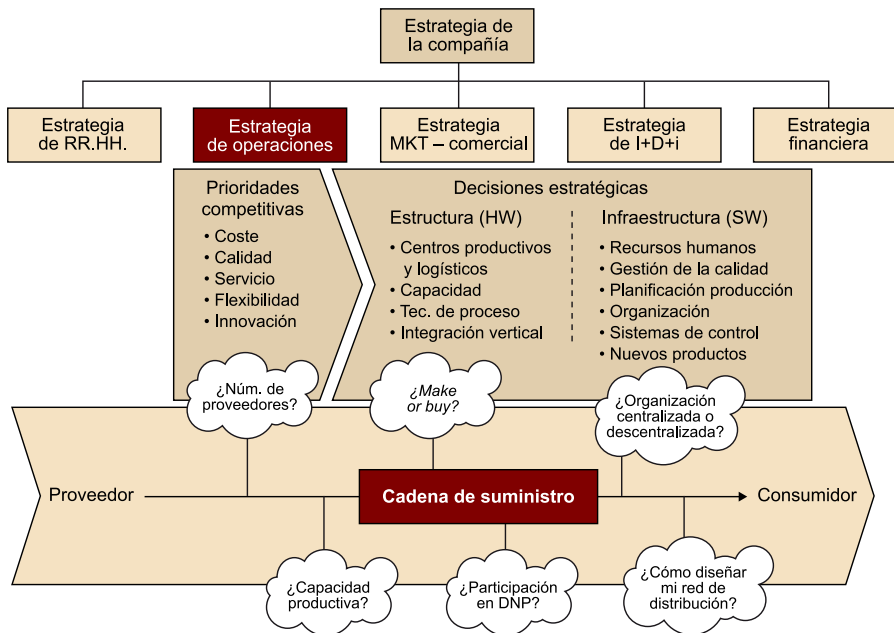 Estrategia de
la compañía
Estrategia
de RR.HH.
Estrategia
de operaciones
Estrategia
MKT – comercial
Estrategia
de I+D+i
Estrategia
financiera
Prioridades
competitivas
• Coste
• Calidad
• Servicio
• Flexibilidad
• Innovación
Decisiones estratégicas
Estructura (HW)
• Centros productivos
y logísticos
• Capacidad
• Tec. de proceso
• Integración vertical
Infraestructura (SW)
• Recursos humanos
• Gestión de la calidad
• Planificación producción
• Organización
• Sistemas de control
• Nuevos productos
¿Núm. de
proveedores?
¿Make
or buy?
¿Organización
centralizada o
descentralizada?
Proveedor
Cadena de suministro
Consumidor
¿Capacidad
productiva?
¿Participación
en DNP?
¿Cómo diseñar
mi red de
distribución?